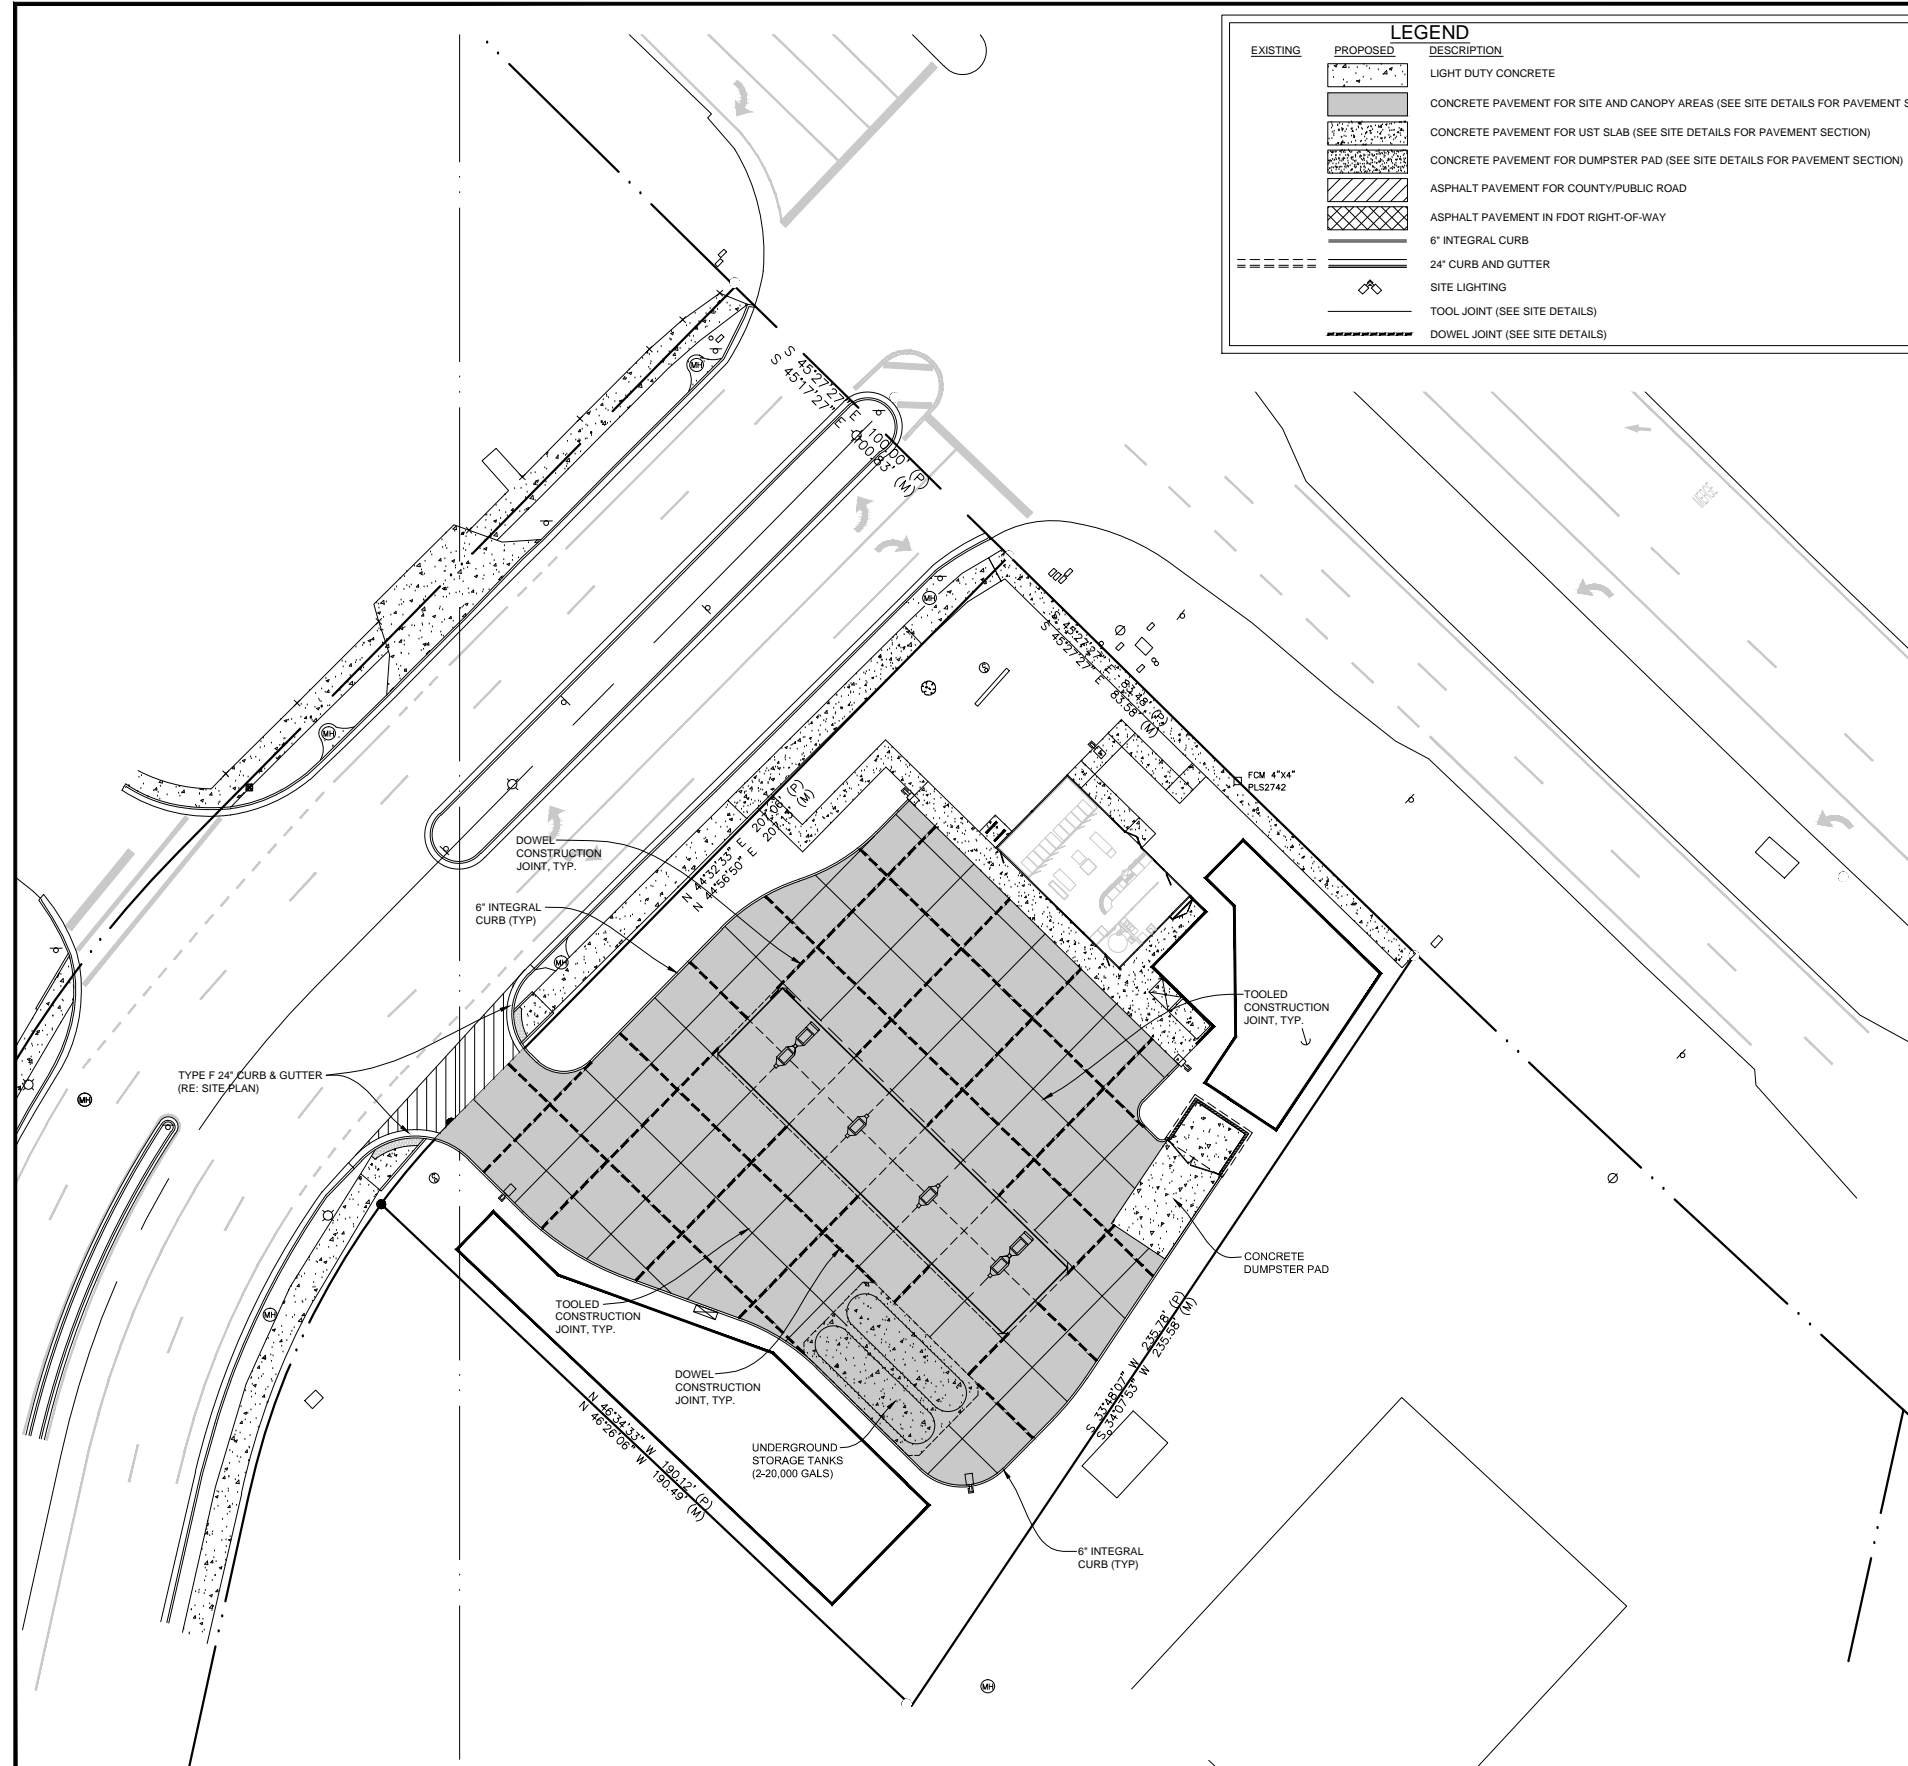 LEGEND
EXISTING PROPOSED DESCRIPTION
LIGHT DUTY CONCRETE
CONCRETE PAVEMENT FOR SITE AND CANOPY AREAS (SEE SITE DETAILS FOR PAVEMENT S
CONCRETE PAVEMENT FOR UST SLAB (SEE SITE DETAILS FOR PAVEMENT SECTION)
CONCRETE PAVEMENT FOR DUMPSTER PAD (SEE SITE DETAILS FOR PAVEMENT SECTION)
ASPHALT PAVEMENT FOR COUNTY/PUBLIC ROAD
ASPHALT PAVEMENT IN FDOT RIGHT-OF-WAY
6" INTEGRAL CURB
24" CURB AND GUTTER
SITE LIGHTING
TOOL JOINT (SEE SITE DETAILS)
DOWEL JOINT (SEE SITE DETAILS)
S 45°27'27" E 100.00' (P)
S 45°17'27" E 100.83' (M)
MERGE
MH
MH
S 45°27'27" E 83.48' (P)
S 45°27'27" E 83.58' (M)
S
MH
FCM 4"X4"
PLS2742
N 44°32'33" E 207.06' (P)
N 44°56'50" E 207.13' (M)
DOWEL
CONSTRUCTION
JOINT, TYP.
6" INTEGRAL
CURB (TYP)
MH
TOOLED
CONSTRUCTION
JOINT, TYP.
TYPE F 24" CURB & GUTTER
(RE: SITE PLAN)
MH
S
CONCRETE
DUMPSTER PAD
MH
TOOLED
CONSTRUCTION
JOINT, TYP.
DOWEL
CONSTRUCTION
JOINT, TYP.
S 33°48'07" W 235.78' (P)
S 34°07'53" W 235.58' (M)
N 46°34'33" W 190.12' (P)
N 46°26'06" W 190.49' (M)
UNDERGROUND
STORAGE TANKS
(2-20,000 GALS)
6" INTEGRAL
CURB (TYP)
MH